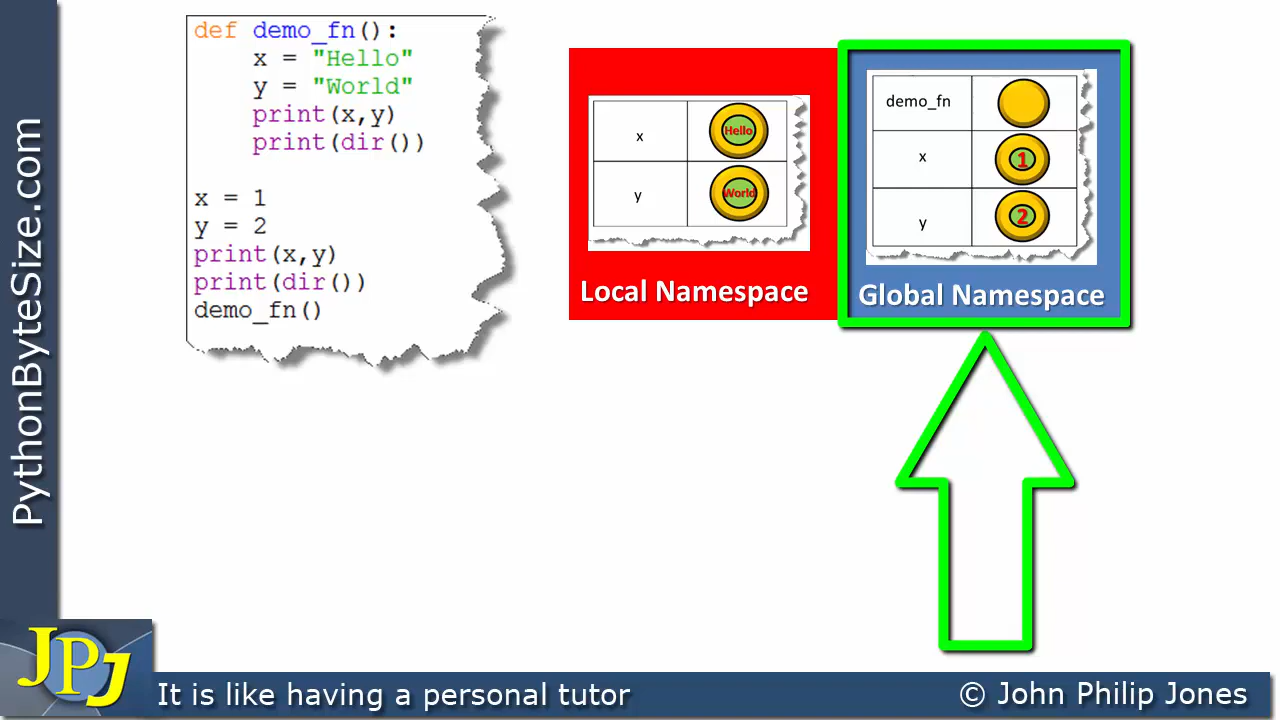 def demo_fn():
x = "Hello"
y = "World"
print(x,y)
print(dir())
x = 1
y = 2
print(x,y)
print(dir())
demo_fn()
x
Hello
y
World
Local Namespace
demo_fn
x
1
y
2
Global Namespace
PythonByteSize.com
JPJ
It is like having a personal tutor
© John Philip Jones